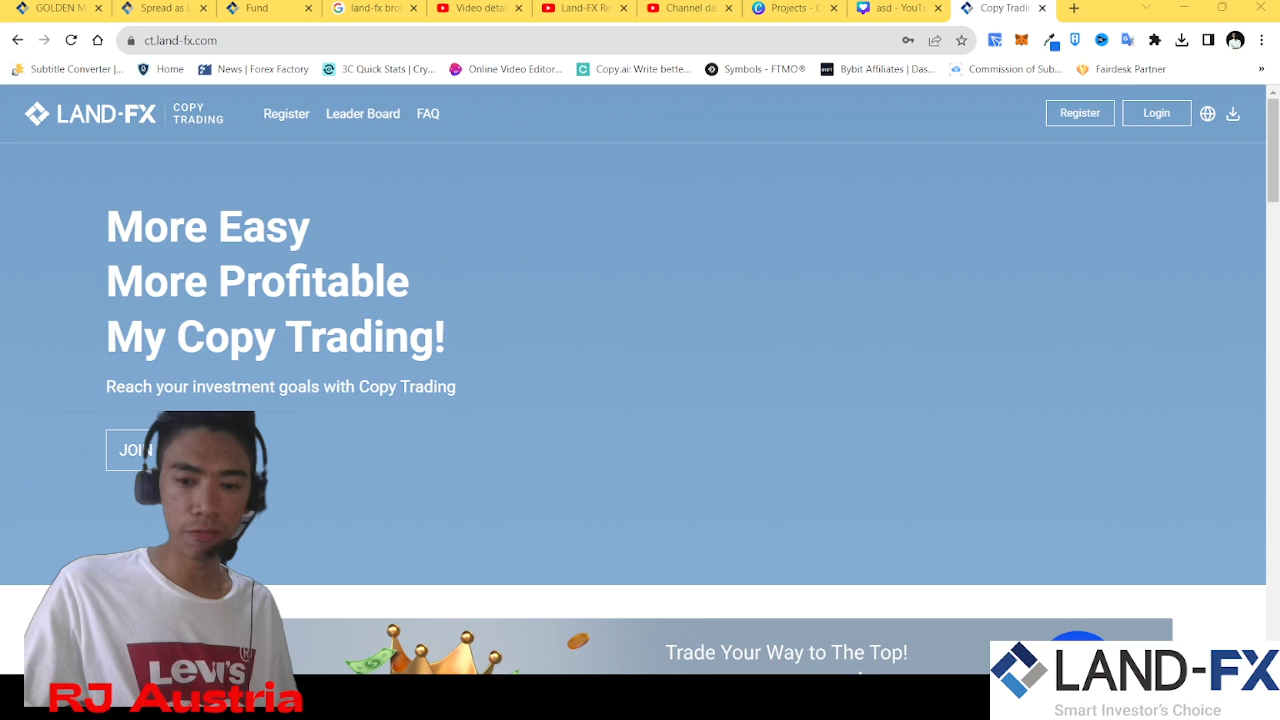 GOLDEN M
Spread as L
Fund
land-fx bro
Video deta
Land-FX Re
Channel da
Projects - C
asd - YouTu
Copy Tradin
ct.land-fx.com
Subtitle Converter |...
Home
News | Forex Factory
3C Quick Stats | Cry...
Online Video Editor...
Copy.ai: Write bette...
Symbols - FTMO®
Bybit Affiliates | Das...
Commission of Sub...
Fairdesk Partner
»
LAND-FX
COPY
TRADING
Register
Leader Board
FAQ
Register
Login
More Easy
More Profitable
My Copy Trading!
Reach your investment goals with Copy Trading
JOIN
Levi's
Trade Your Way to The Top!
RJ Austria
LAND-FX
Smart Investor's Choice